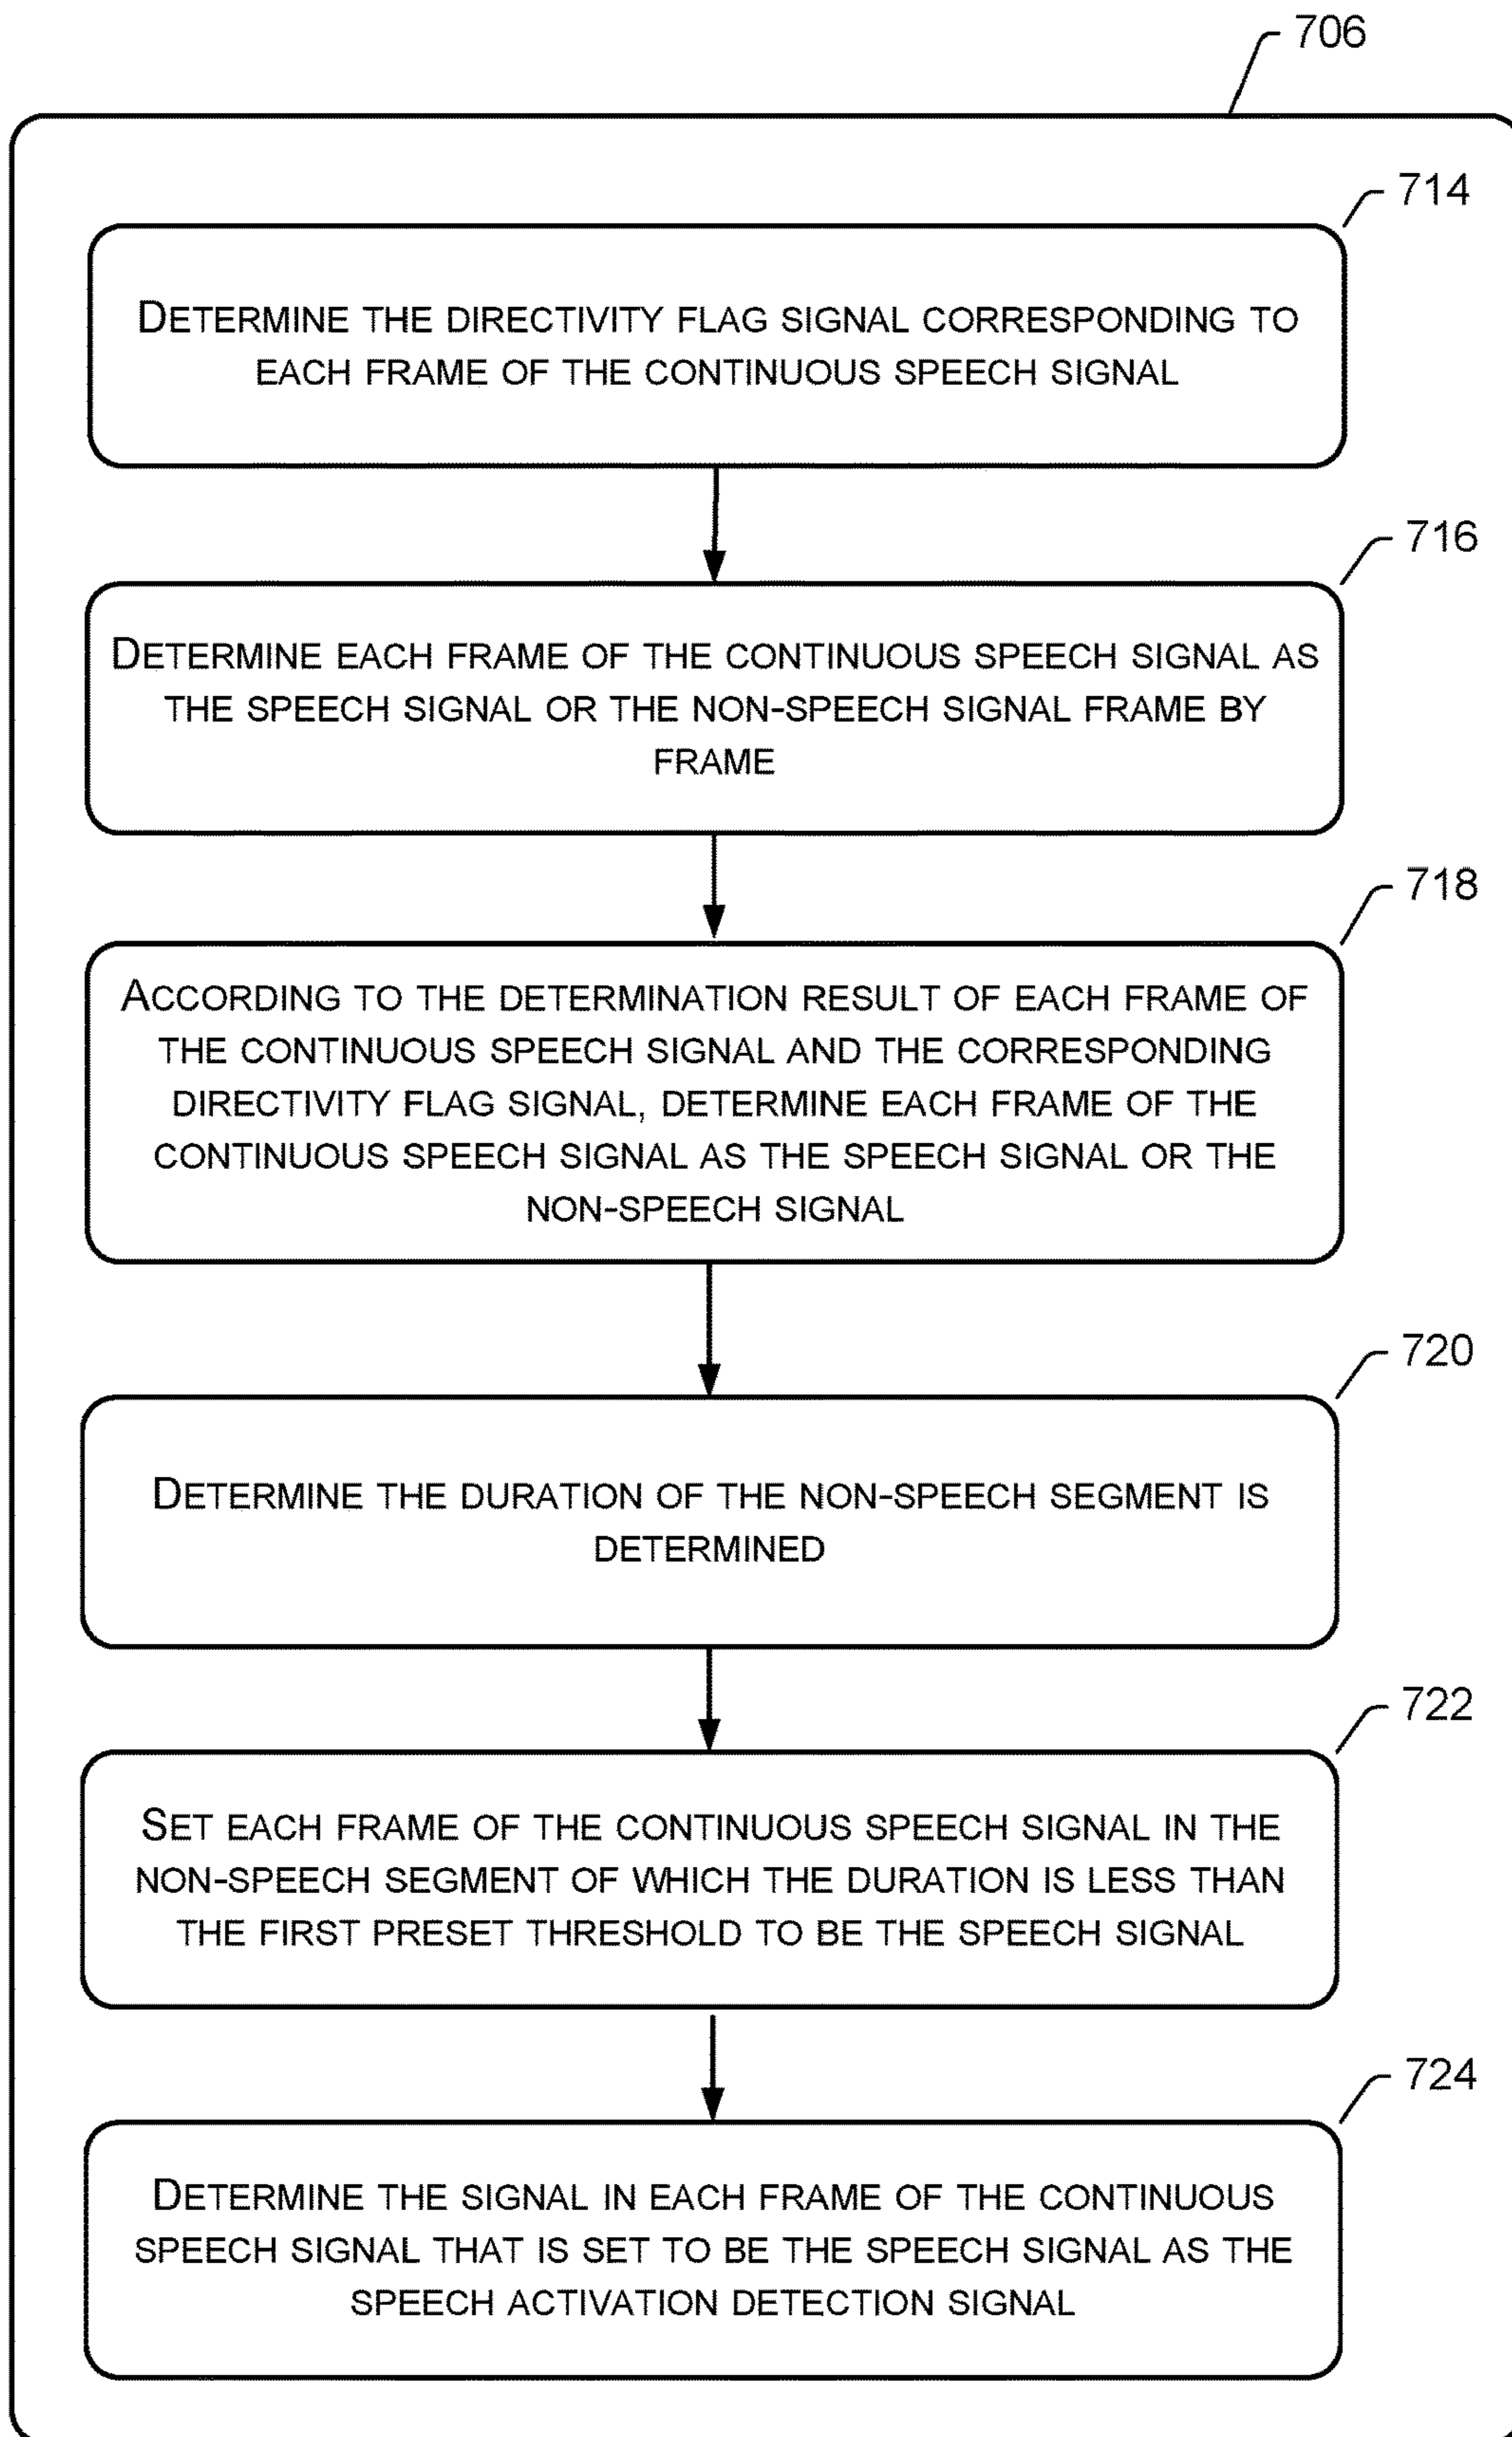 706
714
DETERMINE THE DIRECTIVITY FLAG SIGNAL CORRESPONDING TO
EACH FRAME OF THE CONTINUOUS SPEECH SIGNAL
716
DETERMINE EACH FRAME OF THE CONTINUOUS SPEECH SIGNAL AS
THE SPEECH SIGNAL OR THE NON-SPEECH SIGNAL FRAME BY
FRAME
718
ACCORDING TO THE DETERMINATION RESULT OF EACH FRAME OF
THE CONTINUOUS SPEECH SIGNAL AND THE CORRESPONDING
DIRECTIVITY FLAG SIGNAL, DETERMINE EACH FRAME OF THE
CONTINUOUS SPEECH SIGNAL AS THE SPEECH SIGNAL OR THE
NON-SPEECH SIGNAL
720
DETERMINE THE DURATION OF THE NON-SPEECH SEGMENT IS
DETERMINED
722
SET EACH FRAME OF THE CONTINUOUS SPEECH SIGNAL IN THE
NON-SPEECH SEGMENT OF WHICH THE DURATION IS LESS THAN
THE FIRST PRESET THRESHOLD TO BE THE SPEECH SIGNAL
724
DETERMINE THE SIGNAL IN EACH FRAME OF THE CONTINUOUS
SPEECH SIGNAL THAT IS SET TO BE THE SPEECH SIGNAL AS THE
SPEECH ACTIVATION DETECTION SIGNAL